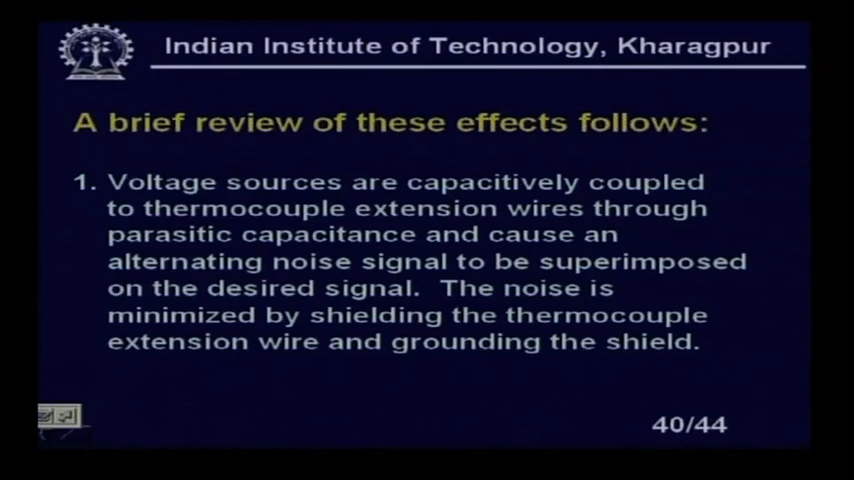 Indian Institute of Technology, Kharagpur
A brief review of these effects follows:
1. Voltage sources are capacitively coupled
to thermocouple extension wires through
parasitic capacitance and cause an
alternating noise signal to be superimposed
on the desired signal. The noise is
minimized by shielding the thermocouple
extension wire and grounding the shield.
40/44